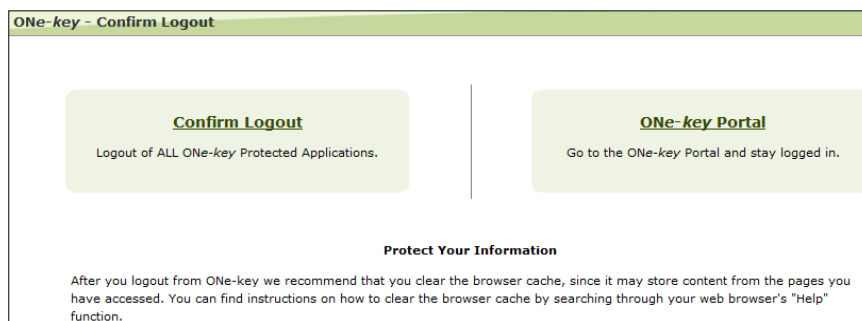 ONe-key - Confirm Logout
Confirm Logout
Logout of ALL ONe-key Protected Applications.
ONe-key Portal
Go to the ONe-key Portal and stay logged in.
Protect Your Information
After you logout from ONe-key we recommend that you clear the browser cache, since it may store content from the pages you
have accessed. You can find instructions on how to clear the browser cache by searching through your web browser's "Help"
function.